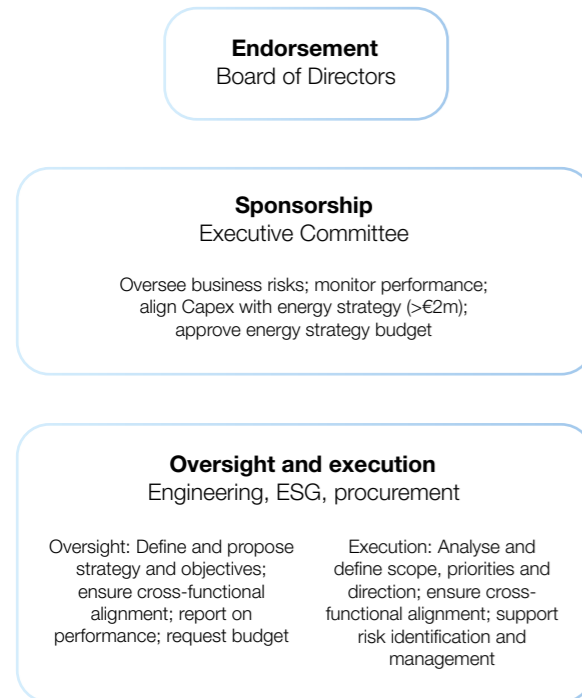 Endorsement
Board of Directors
Sponsorship
Executive Committee
Oversee business risks; monitor performance;
align Capex with energy strategy (>€2m);
approve energy strategy budget
Oversight and execution
Engineering, ESG, procurement
Oversight: Define and propose
strategy and objectives;
ensure cross-functional
alignment; report on
performance; request budget
Execution: Analyse and
define scope, priorities and
direction; ensure cross-
functional alignment; support
risk identification and
management